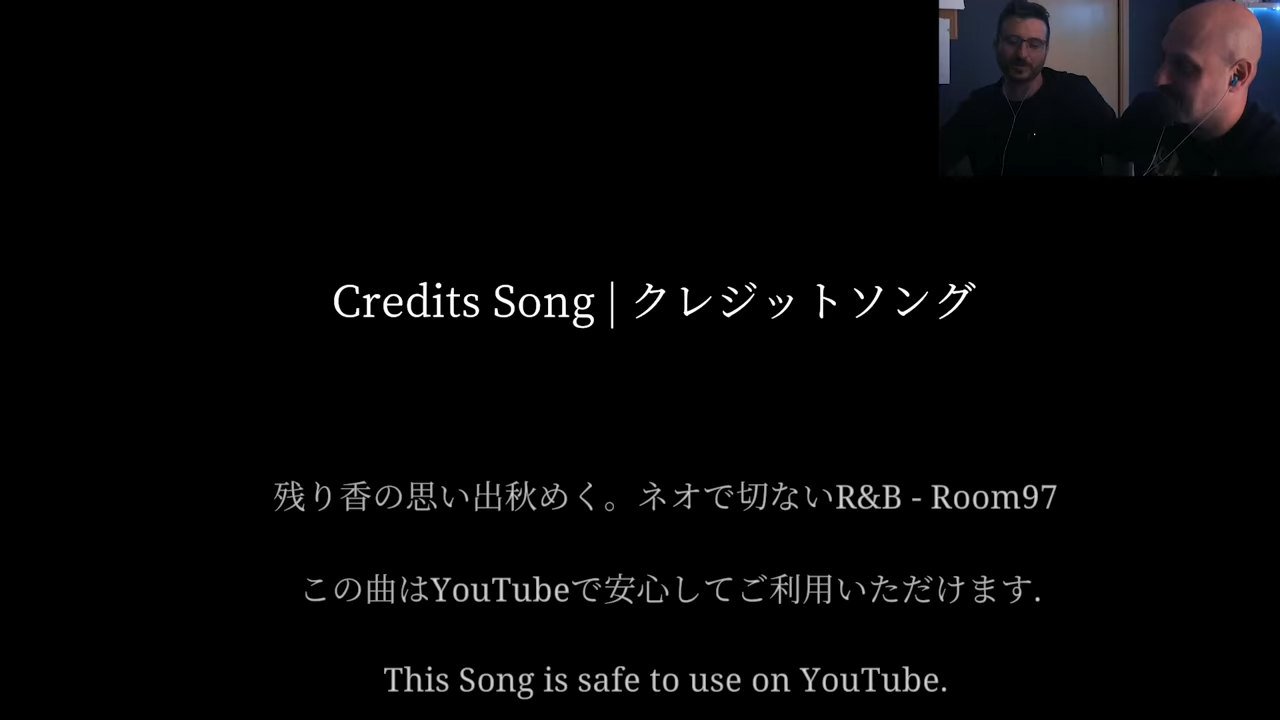 Credits Song | クレジットソング
残り香の思い出秋めく。ネオで切ないR&B - Room97
この曲はYouTubeで安心してご利用いただけます.
This Song is safe to use on YouTube.